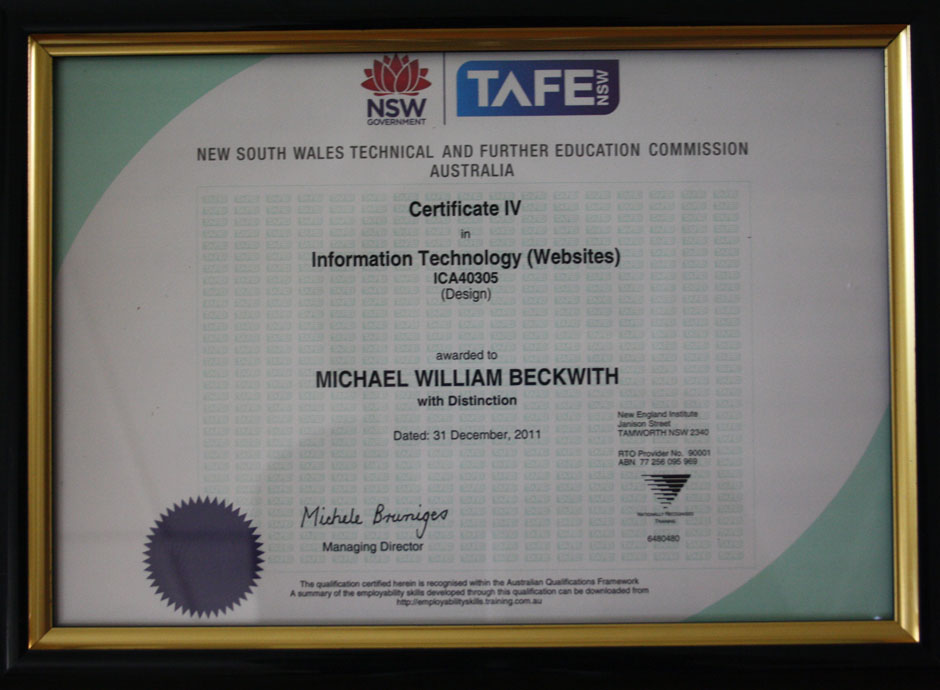 NSW
GOVERNMENT
TAFE NSW
NEW SOUTH WALES TECHNICAL AND FURTHER EDUCATION COMMISSION
AUSTRALIA
Certificate IV
in
Information Technology (Websites)
ICA40305
(Design)
awarded to
MICHAEL WILLIAM BECKWITH
with Distinction
Dated: 31 December, 2011
New England Institute
Janison Street
TAMWORTH NSW 2340
RTO Provider No. 90001
ABN 77 256 095 969
NATIONALLY RECOGNISED
TRAINING
6480480
Michele Bruniges
Managing Director
The qualification certified herein is recognised within the Australian Qualifications Framework
A summary of the employability skills developed through this qualification can be downloaded from
http://employabilityskills.training.com.au